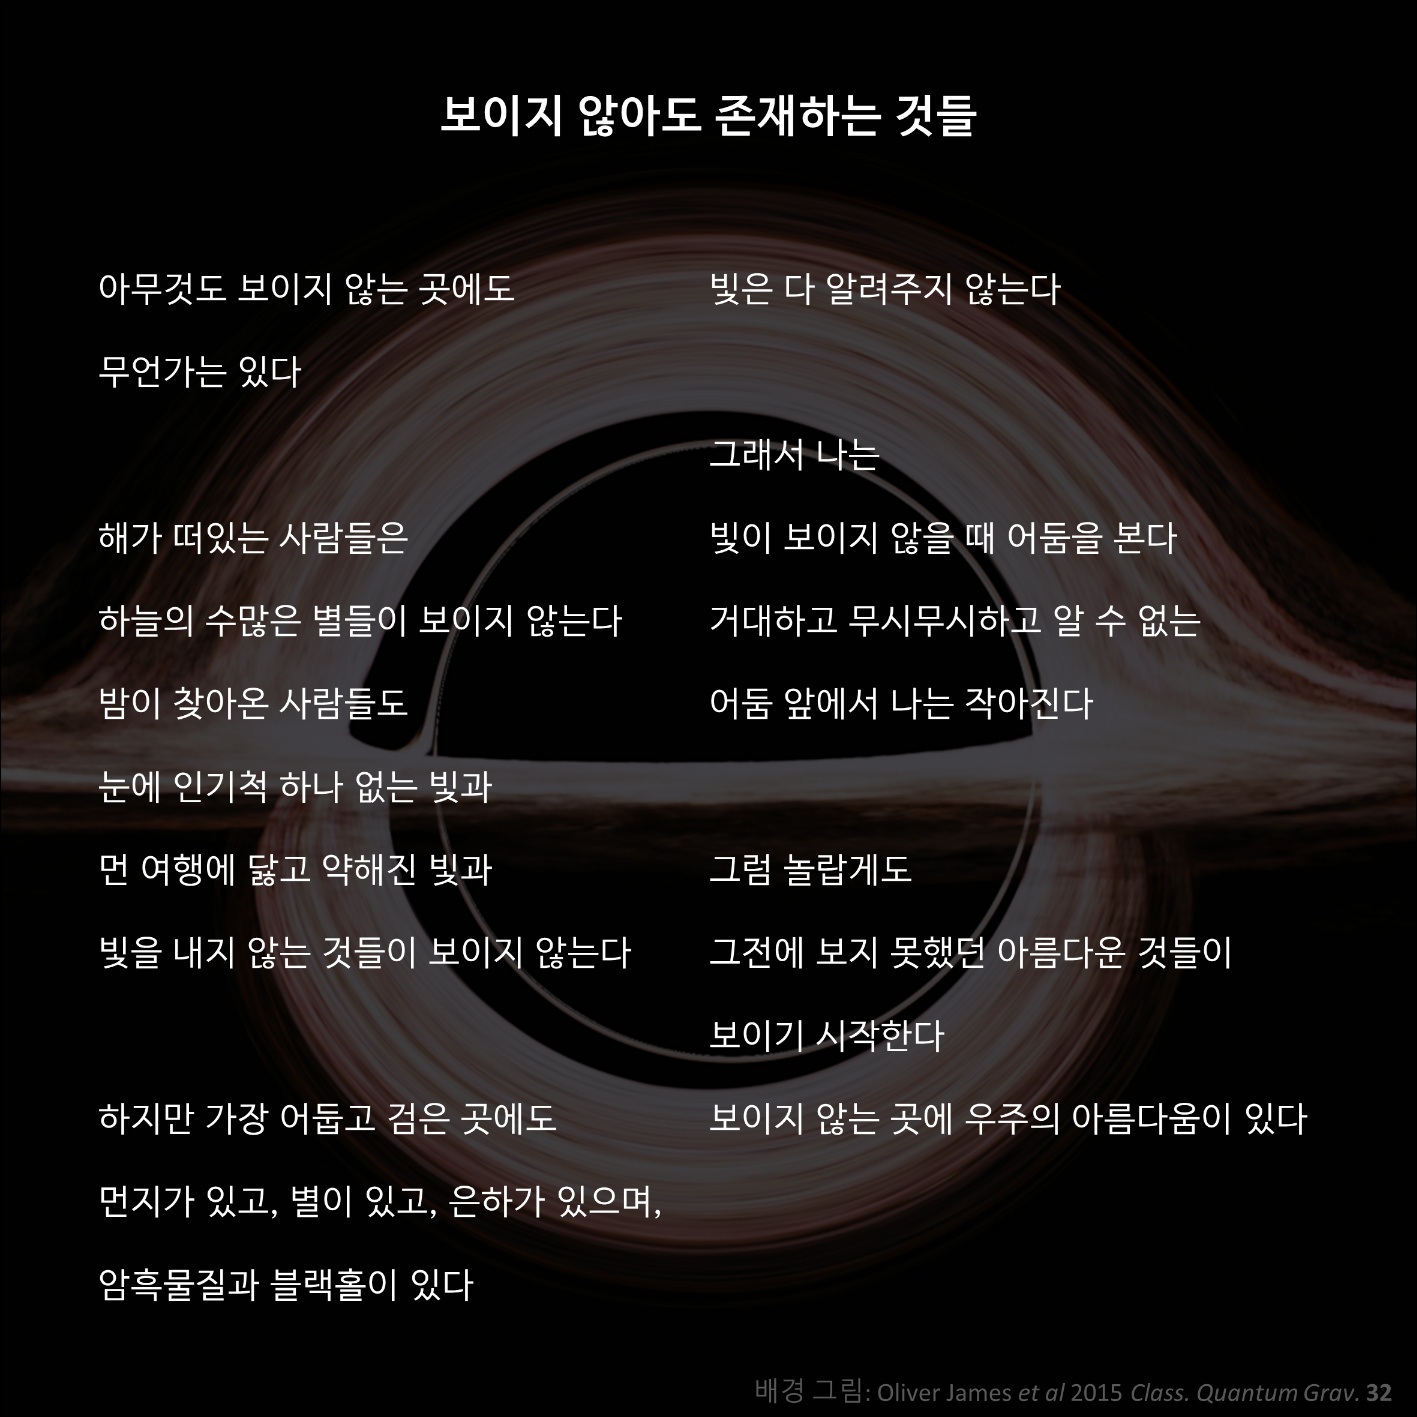 보이지 않아도 존재하는 것들
아무것도 보이지 않는 곳에도
무언가는 있다
해가 떠있는 사람들은
하늘의 수많은 별들이 보이지 않는다
밤이 찾아온 사람들도
눈에 인기척 하나 없는 빛과
먼 여행에 닳고 약해진 빛과
빛을 내지 않는 것들이 보이지 않는다
하지만 가장 어둡고 검은 곳에도
먼지가 있고, 별이 있고, 은하가 있으며,
암흑물질과 블랙홀이 있다
빛은 다 알려주지 않는다
그래서 나는
빛이 보이지 않을 때 어둠을 본다
거대하고 무시무시하고 알 수 없는
어둠 앞에서 나는 작아진다
그럼 놀랍게도
그전에 보지 못했던 아름다운 것들이
보이기 시작한다
보이지 않는 곳에 우주의 아름다움이 있다
배경 그림: Oliver James et al 2015 Class. Quantum Grav. 32